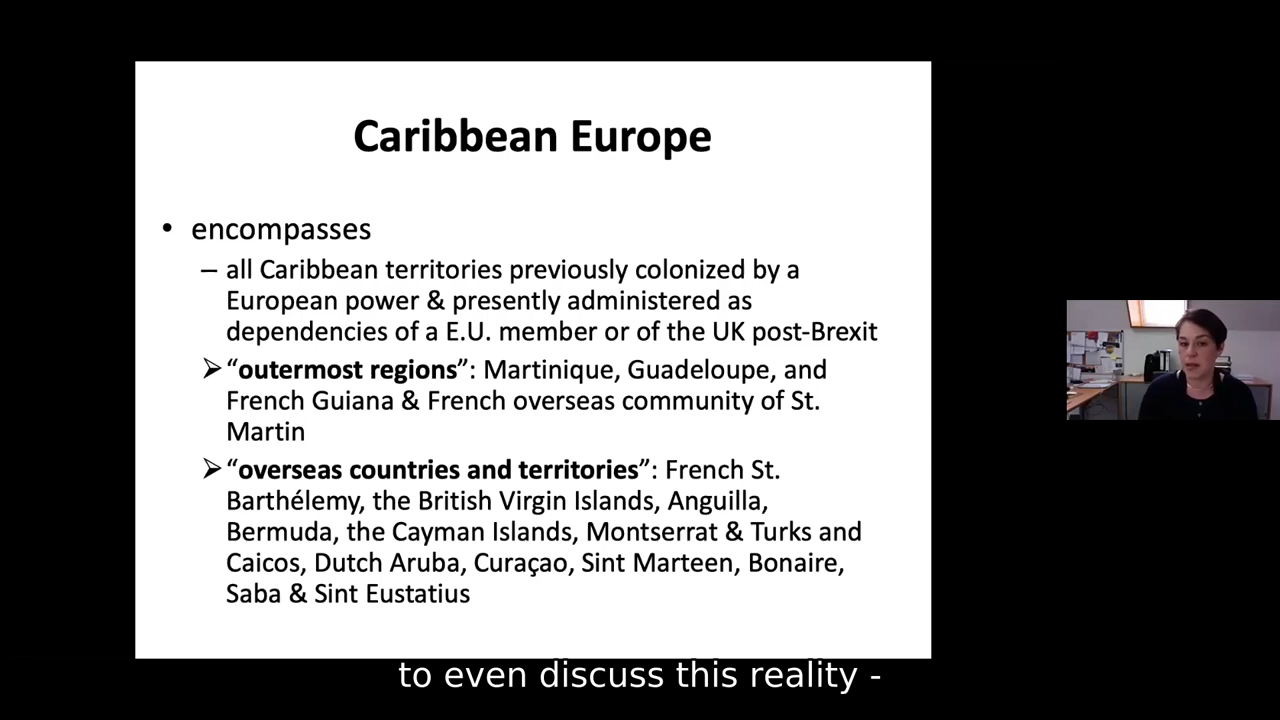 Caribbean Europe
• encompasses
– all Caribbean territories previously colonized by a
European power & presently administered as
dependencies of a E.U. member or of the UK post-Brexit
➢ “outermost regions”: Martinique, Guadeloupe, and
French Guiana & French overseas community of St.
Martin
➢ “overseas countries and territories”: French St.
Barthélemy, the British Virgin Islands, Anguilla,
Bermuda, the Cayman Islands, Montserrat & Turks and
Caicos, Dutch Aruba, Curaçao, Sint Marteen, Bonaire,
Saba & Sint Eustatius
to even discuss this reality -